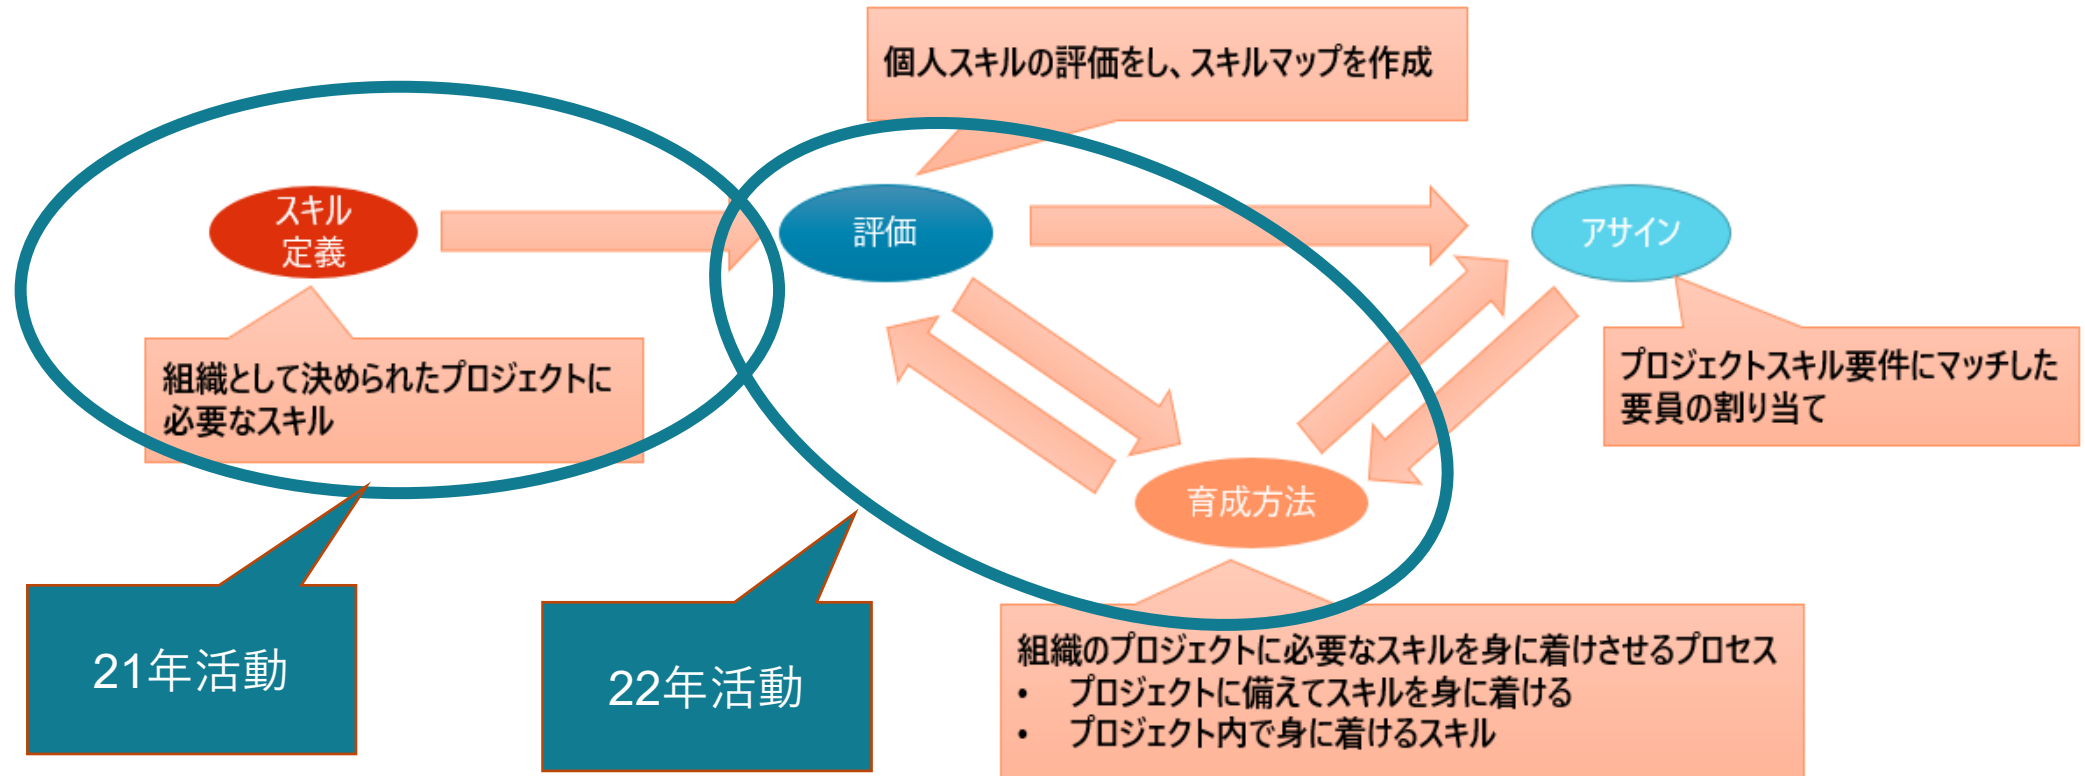 個人スキルの評価をし、スキルマップを作成
スキル
定義
評価
アサイン
組織として決められたプロジェクトに
必要なスキル
プロジェクトスキル要件にマッチした
要員の割り当て
育成方法
21年活動
22年活動
組織のプロジェクトに必要なスキルを身に着けさせるプロセス
• プロジェクトに備えてスキルを身に着ける
• プロジェクト内で身に着けるスキル